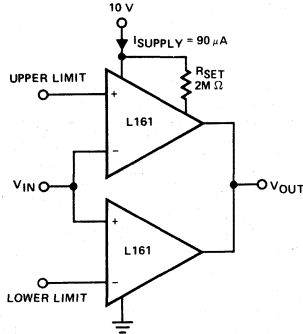 10 V
ISUPPLY = 90 μA
UPPER LIMIT
+
RSET
2M Ω
L161
−
VIN
VOUT
+
L161
−
LOWER LIMIT